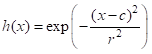 h(x) = exp(-(x-c)²/r²)